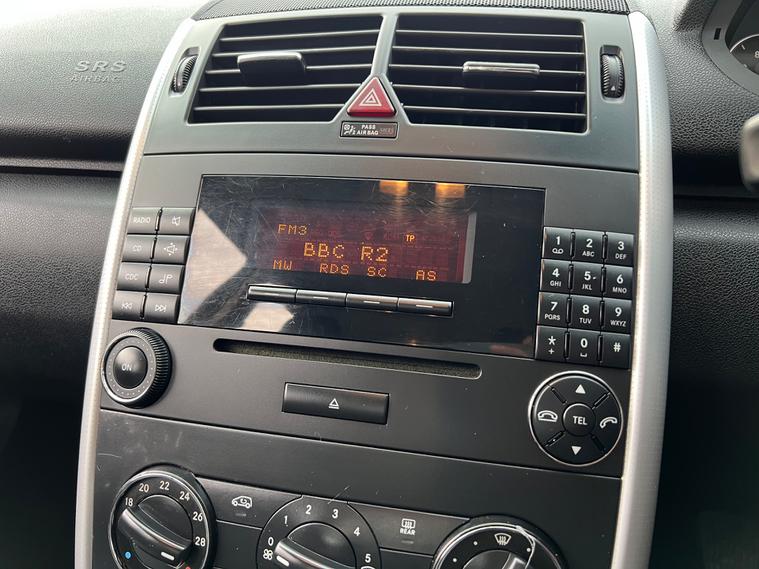 SRS
AIRBAG
PASS
AIR BAG
RADIO
CD
CDC
FM3
TP
BBC R2
MW RDS SC AS
1 2 ABC 3 DEF
4 GHI 5 JKL 6 MNO
7 PQRS 8 TUV 9 WXYZ
* + 0 #
ON
TEL
18 20 22 24 26 28
1 2 3 4 5
REAR